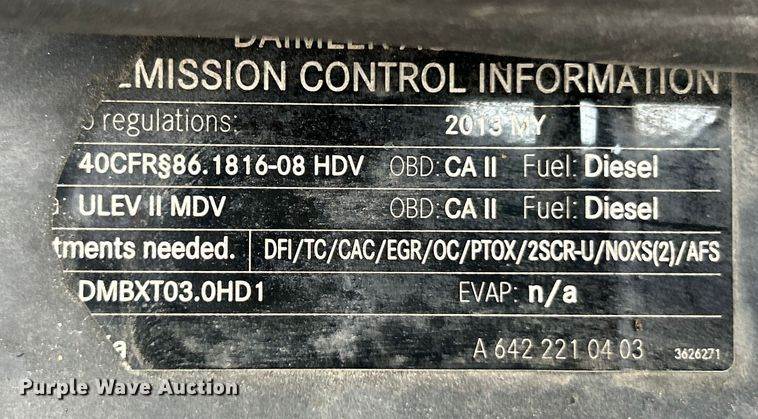 DAIMLER AG
EMISSION CONTROL INFORMATION
regulations: 2013 MY
40CFR§86.1816-08 HDV OBD: CA II Fuel: Diesel
ULEV II MDV OBD: CA II Fuel: Diesel
tments needed. DFI/TC/CAC/EGR/OC/PTOX/2SCR-U/NOXS(2)/AFS
DMBXT03.0HD1 EVAP: n/a
A 642 221 04 03 3626271
Purple Wave Auction